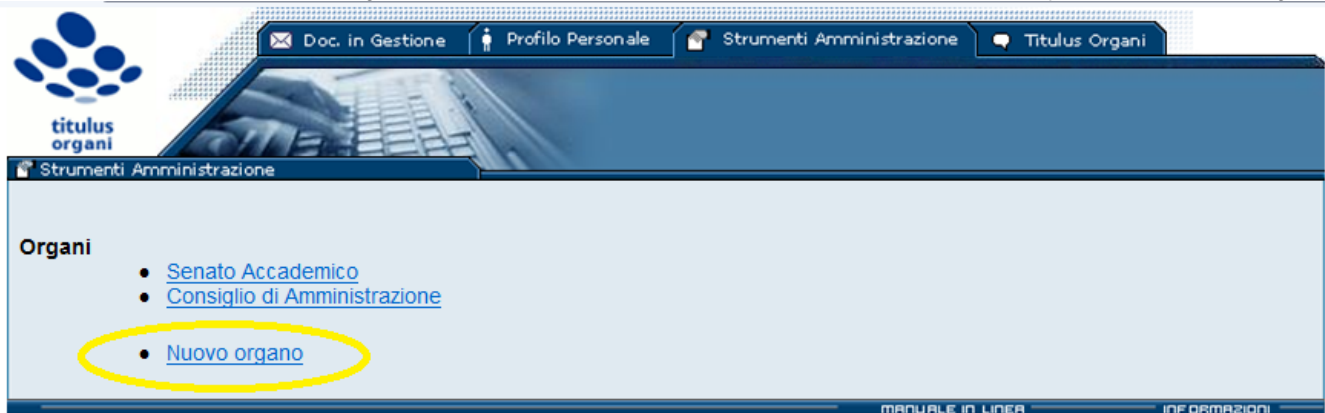 Doc. in Gestione Profilo Personale Strumenti Amministrazione Titulus Organi
titulus
organi
Strumenti Amministrazione
Organi
Senato Accademico
Consiglio di Amministrazione
Nuovo organo
MANUALE IN LINEA INFORMAZIONI